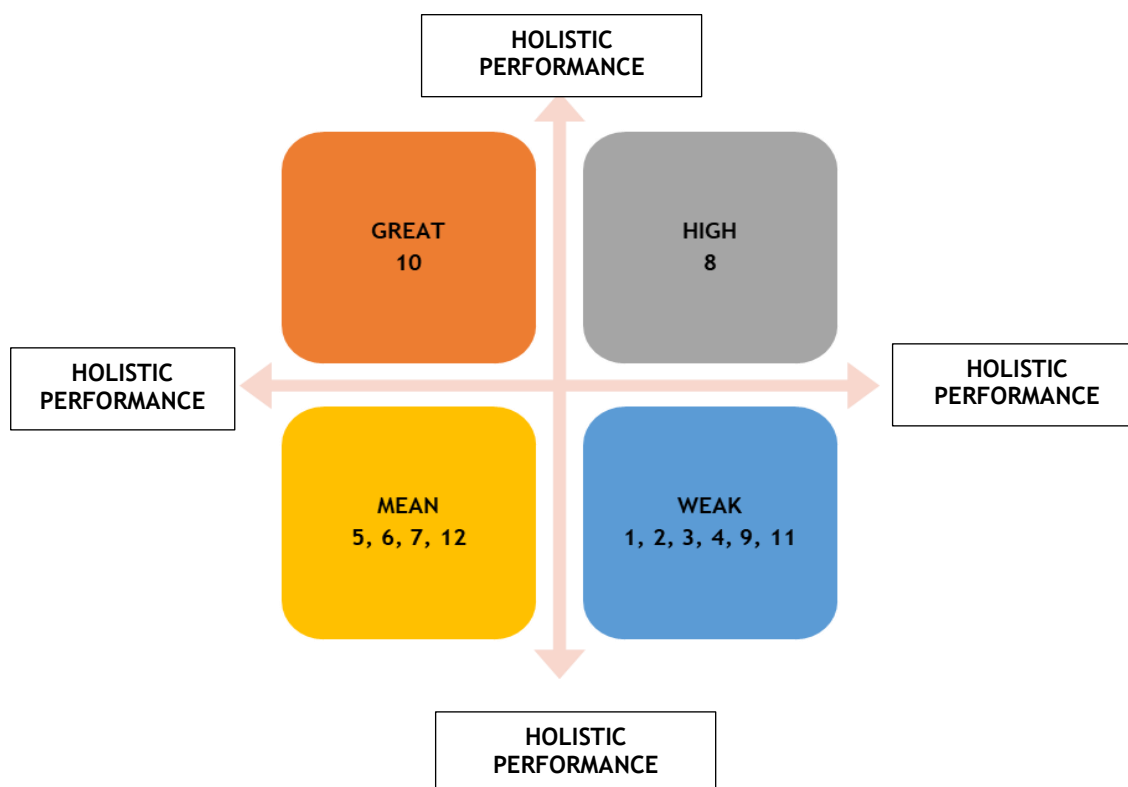 HOLISTIC
PERFORMANCE
GREAT
10
HIGH
8
HOLISTIC
PERFORMANCE
HOLISTIC
PERFORMANCE
MEAN
5, 6, 7, 12
WEAK
1, 2, 3, 4, 9, 11
HOLISTIC
PERFORMANCE